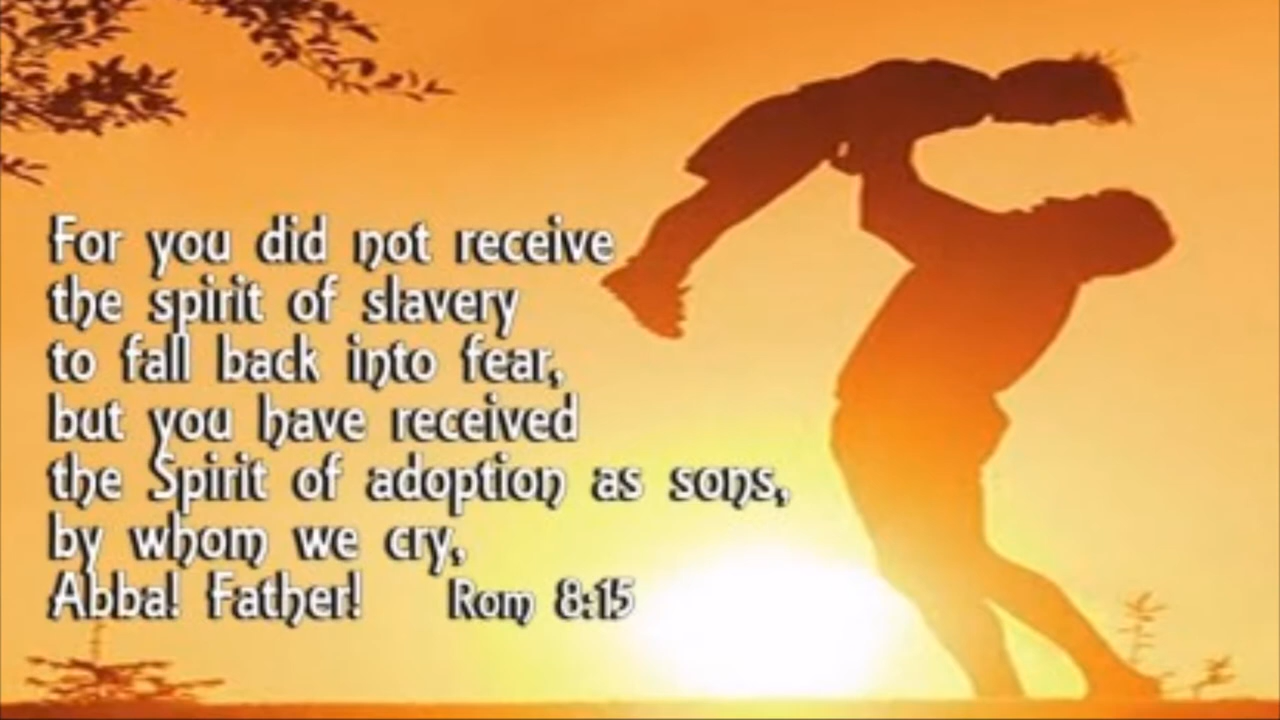 For you did not receive
the spirit of slavery
to fall back into fear,
but you have received
the Spirit of adoption as sons,
by whom we cry,
Abba! Father! Rom 8:15